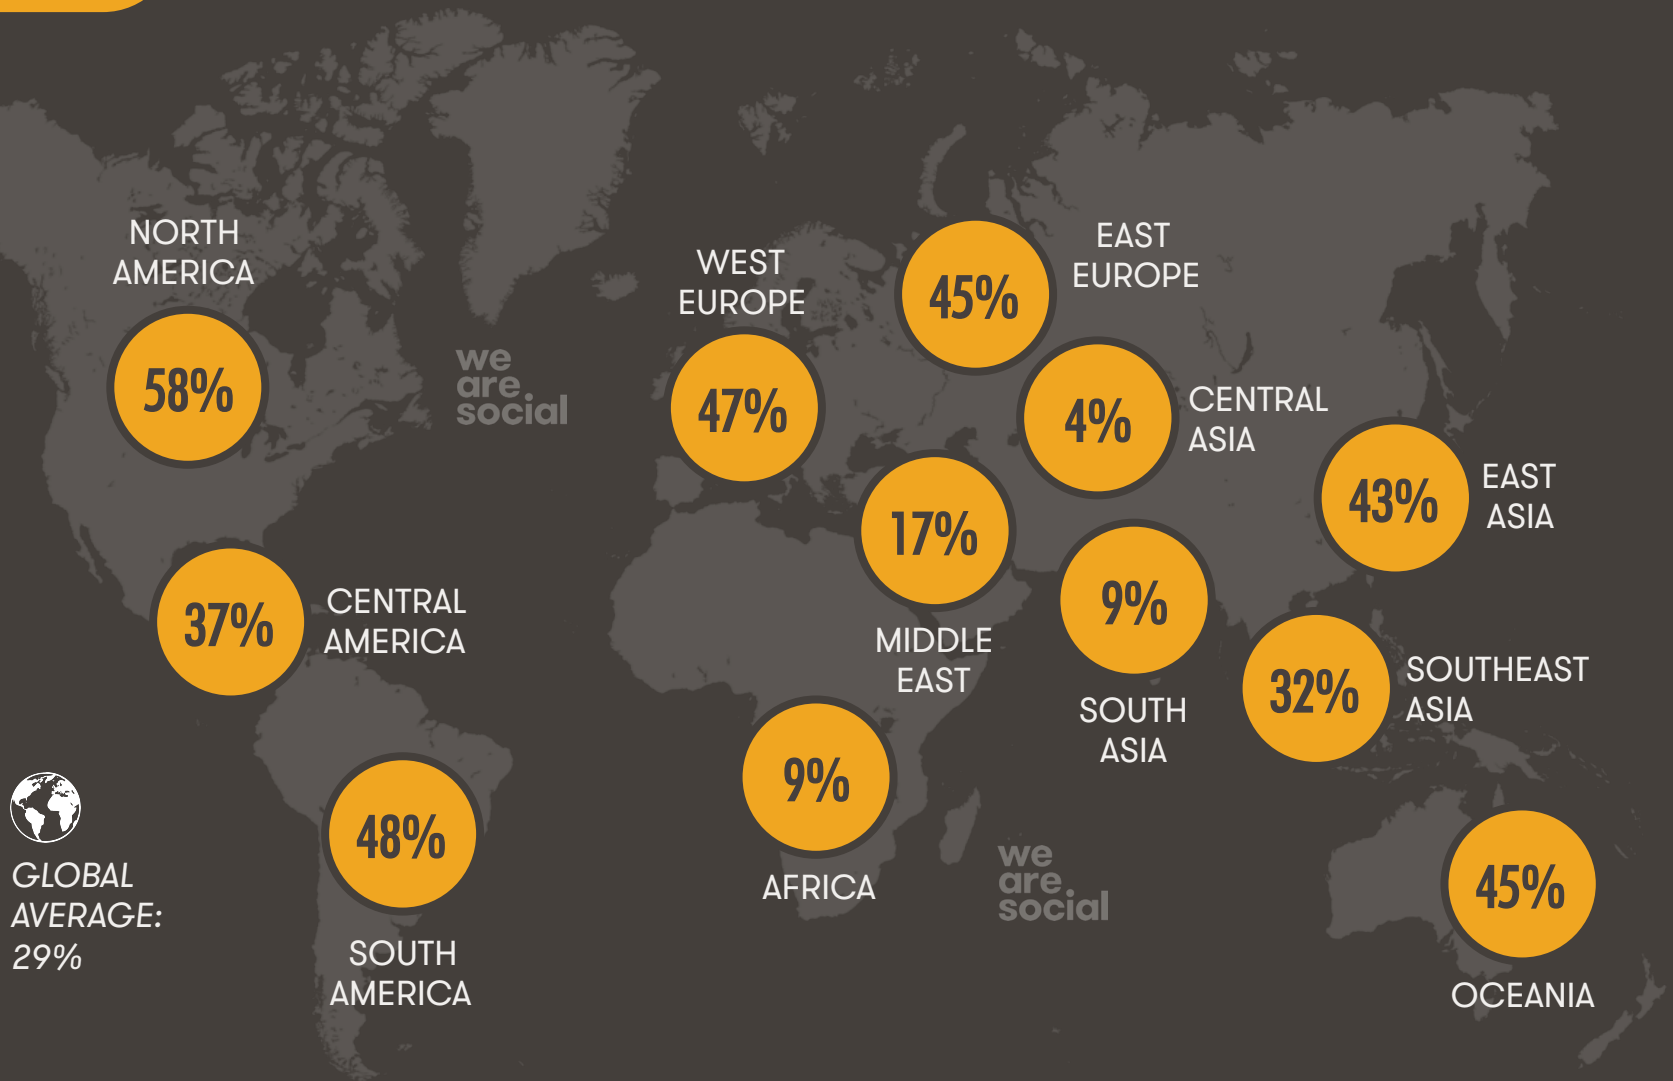 NORTH
AMERICA
58%
WEST
EUROPE
47%
45%
EAST
EUROPE
we
are
social
4%
CENTRAL
ASIA
43%
EAST
ASIA
17%
MIDDLE
EAST
37%
CENTRAL
AMERICA
9%
SOUTH
ASIA
32%
SOUTHEAST
ASIA
9%
AFRICA
48%
SOUTH
AMERICA
we
are
social
45%
OCEANIA
GLOBAL
AVERAGE:
29%